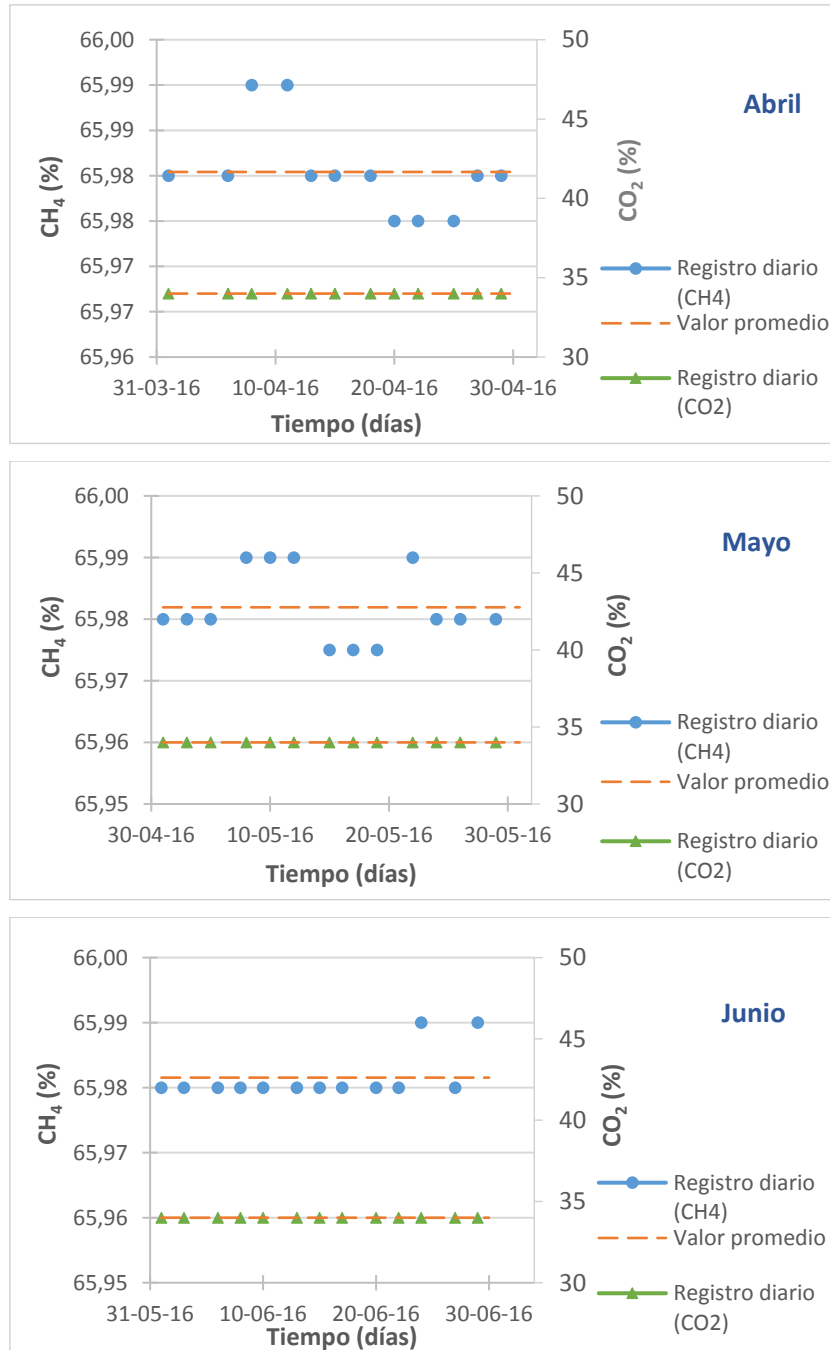 66,00
65,99
65,99
65,98
65,98
65,97
65,97
65,96
CH4 (%)
50
45
40
35
30
CO2 (%)
Abril
31-03-16 10-04-16 20-04-16 30-04-16
Tiempo (días)
Registro diario
(CH4)
Valor promedio
Registro diario
(CO2)
66,00
65,99
65,98
65,97
65,96
65,95
CH4 (%)
50
45
40
35
30
CO2 (%)
Mayo
30-04-16 10-05-16 20-05-16 30-05-16
Tiempo (días)
Registro diario
(CH4)
Valor promedio
Registro diario
(CO2)
66,00
65,99
65,98
65,97
65,96
65,95
CH4 (%)
50
45
40
35
30
CO2 (%)
Junio
31-05-16 10-06-16 20-06-16 30-06-16
Tiempo (días)
Registro diario
(CH4)
Valor promedio
Registro diario
(CO2)